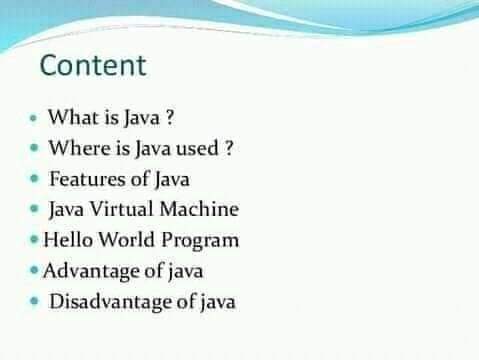 Content
What is Java ?
Where is Java used ?
Features of Java
Java Virtual Machine
Hello World Program
Advantage of java
Disadvantage of java